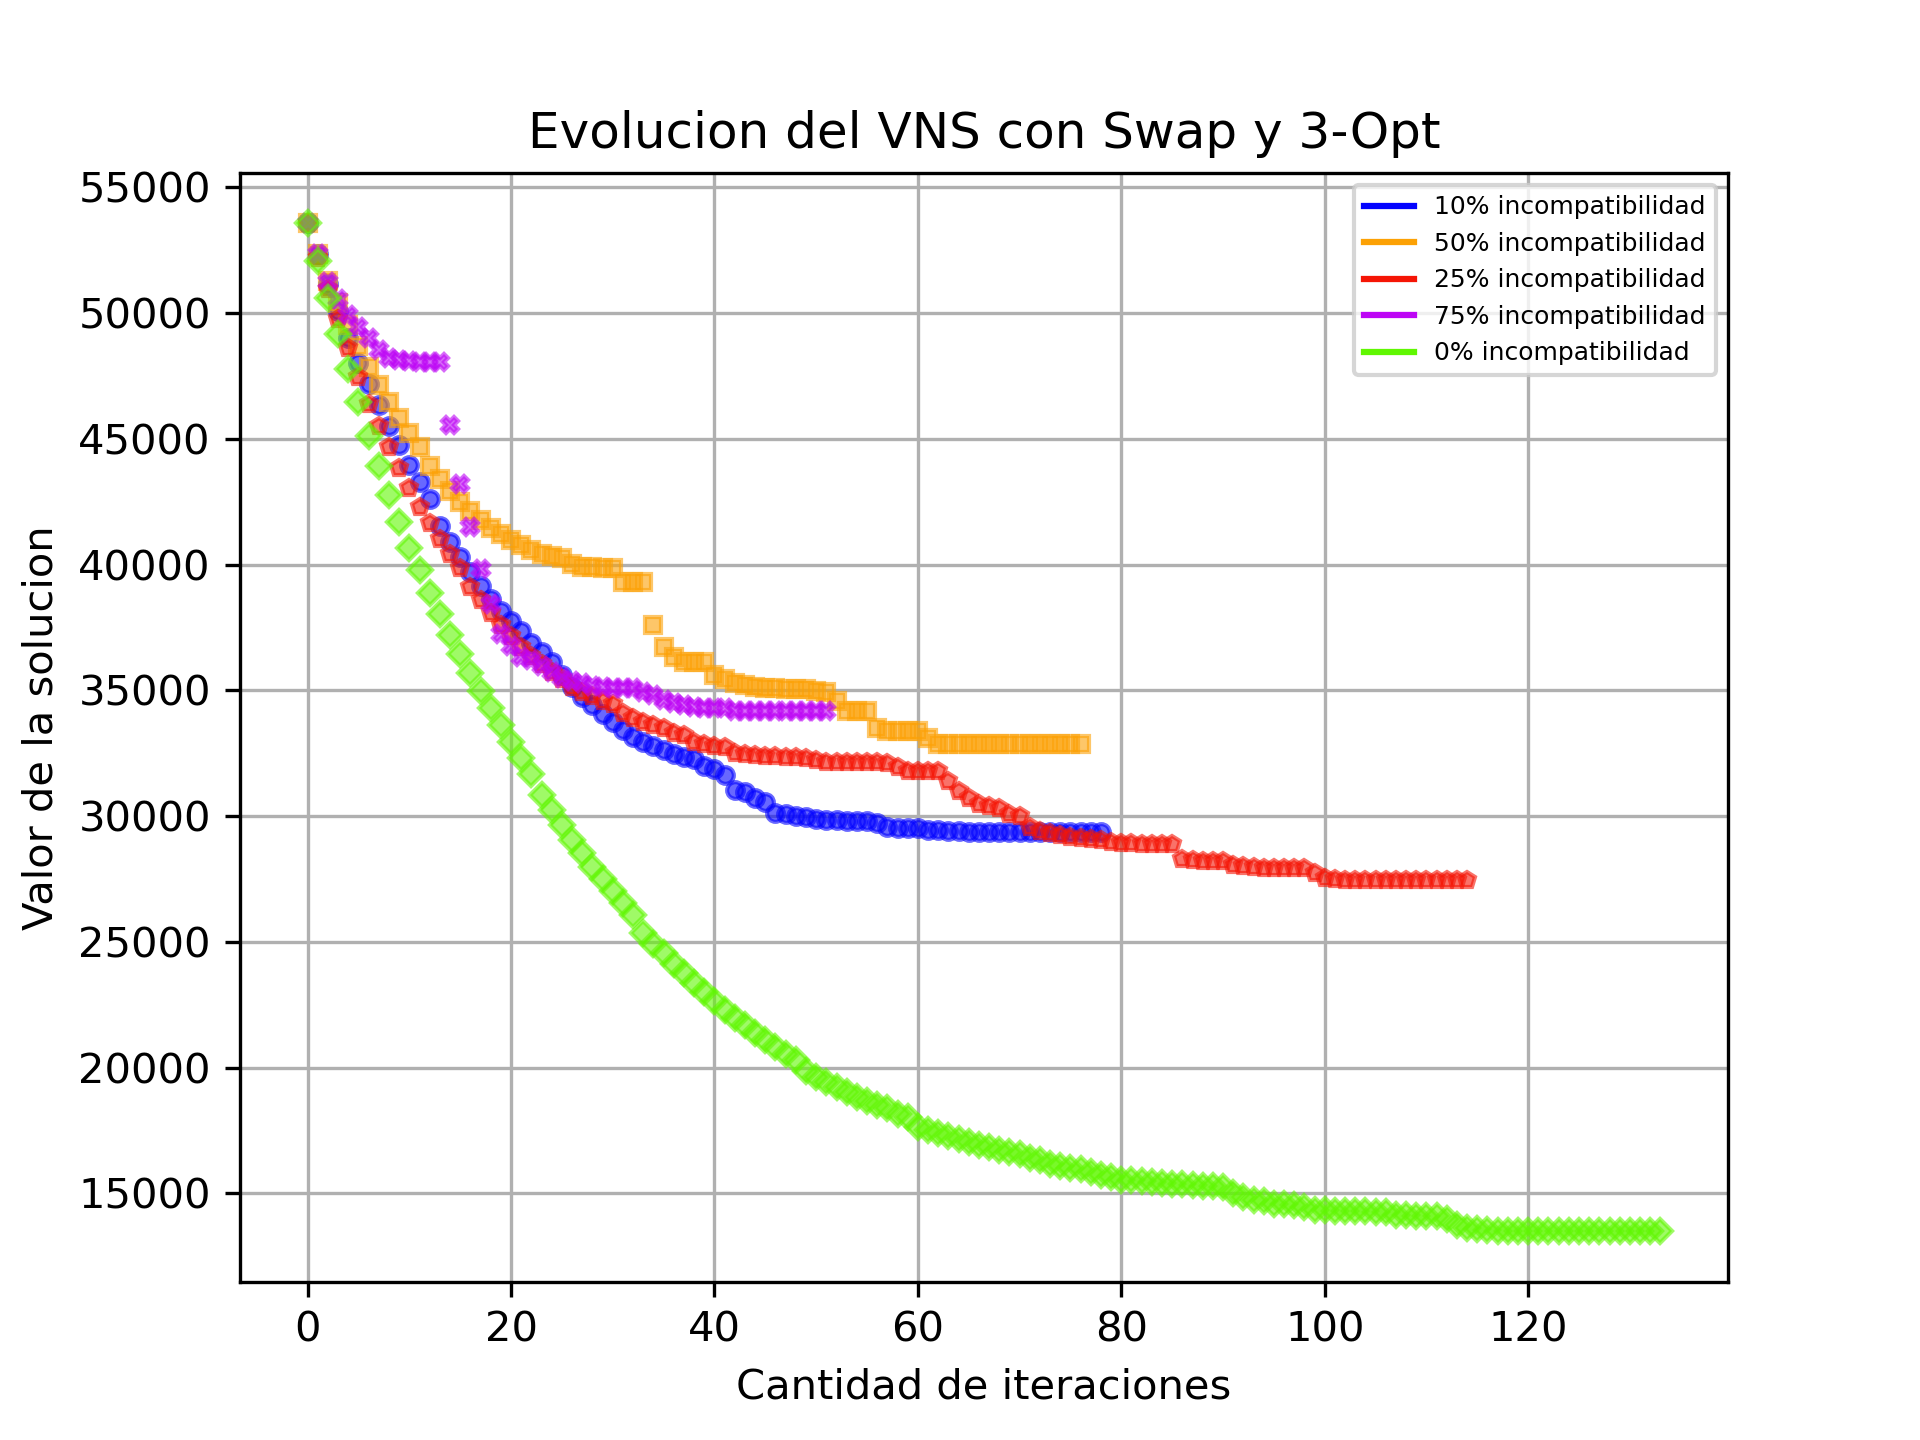 Evolucion del VNS con Swap y 3-Opt
55000
50000
45000
40000
35000
30000
25000
20000
15000
Valor de la solucion
10% incompatibilidad
50% incompatibilidad
25% incompatibilidad
75% incompatibilidad
0% incompatibilidad
0 20 40 60 80 100 120
Cantidad de iteraciones